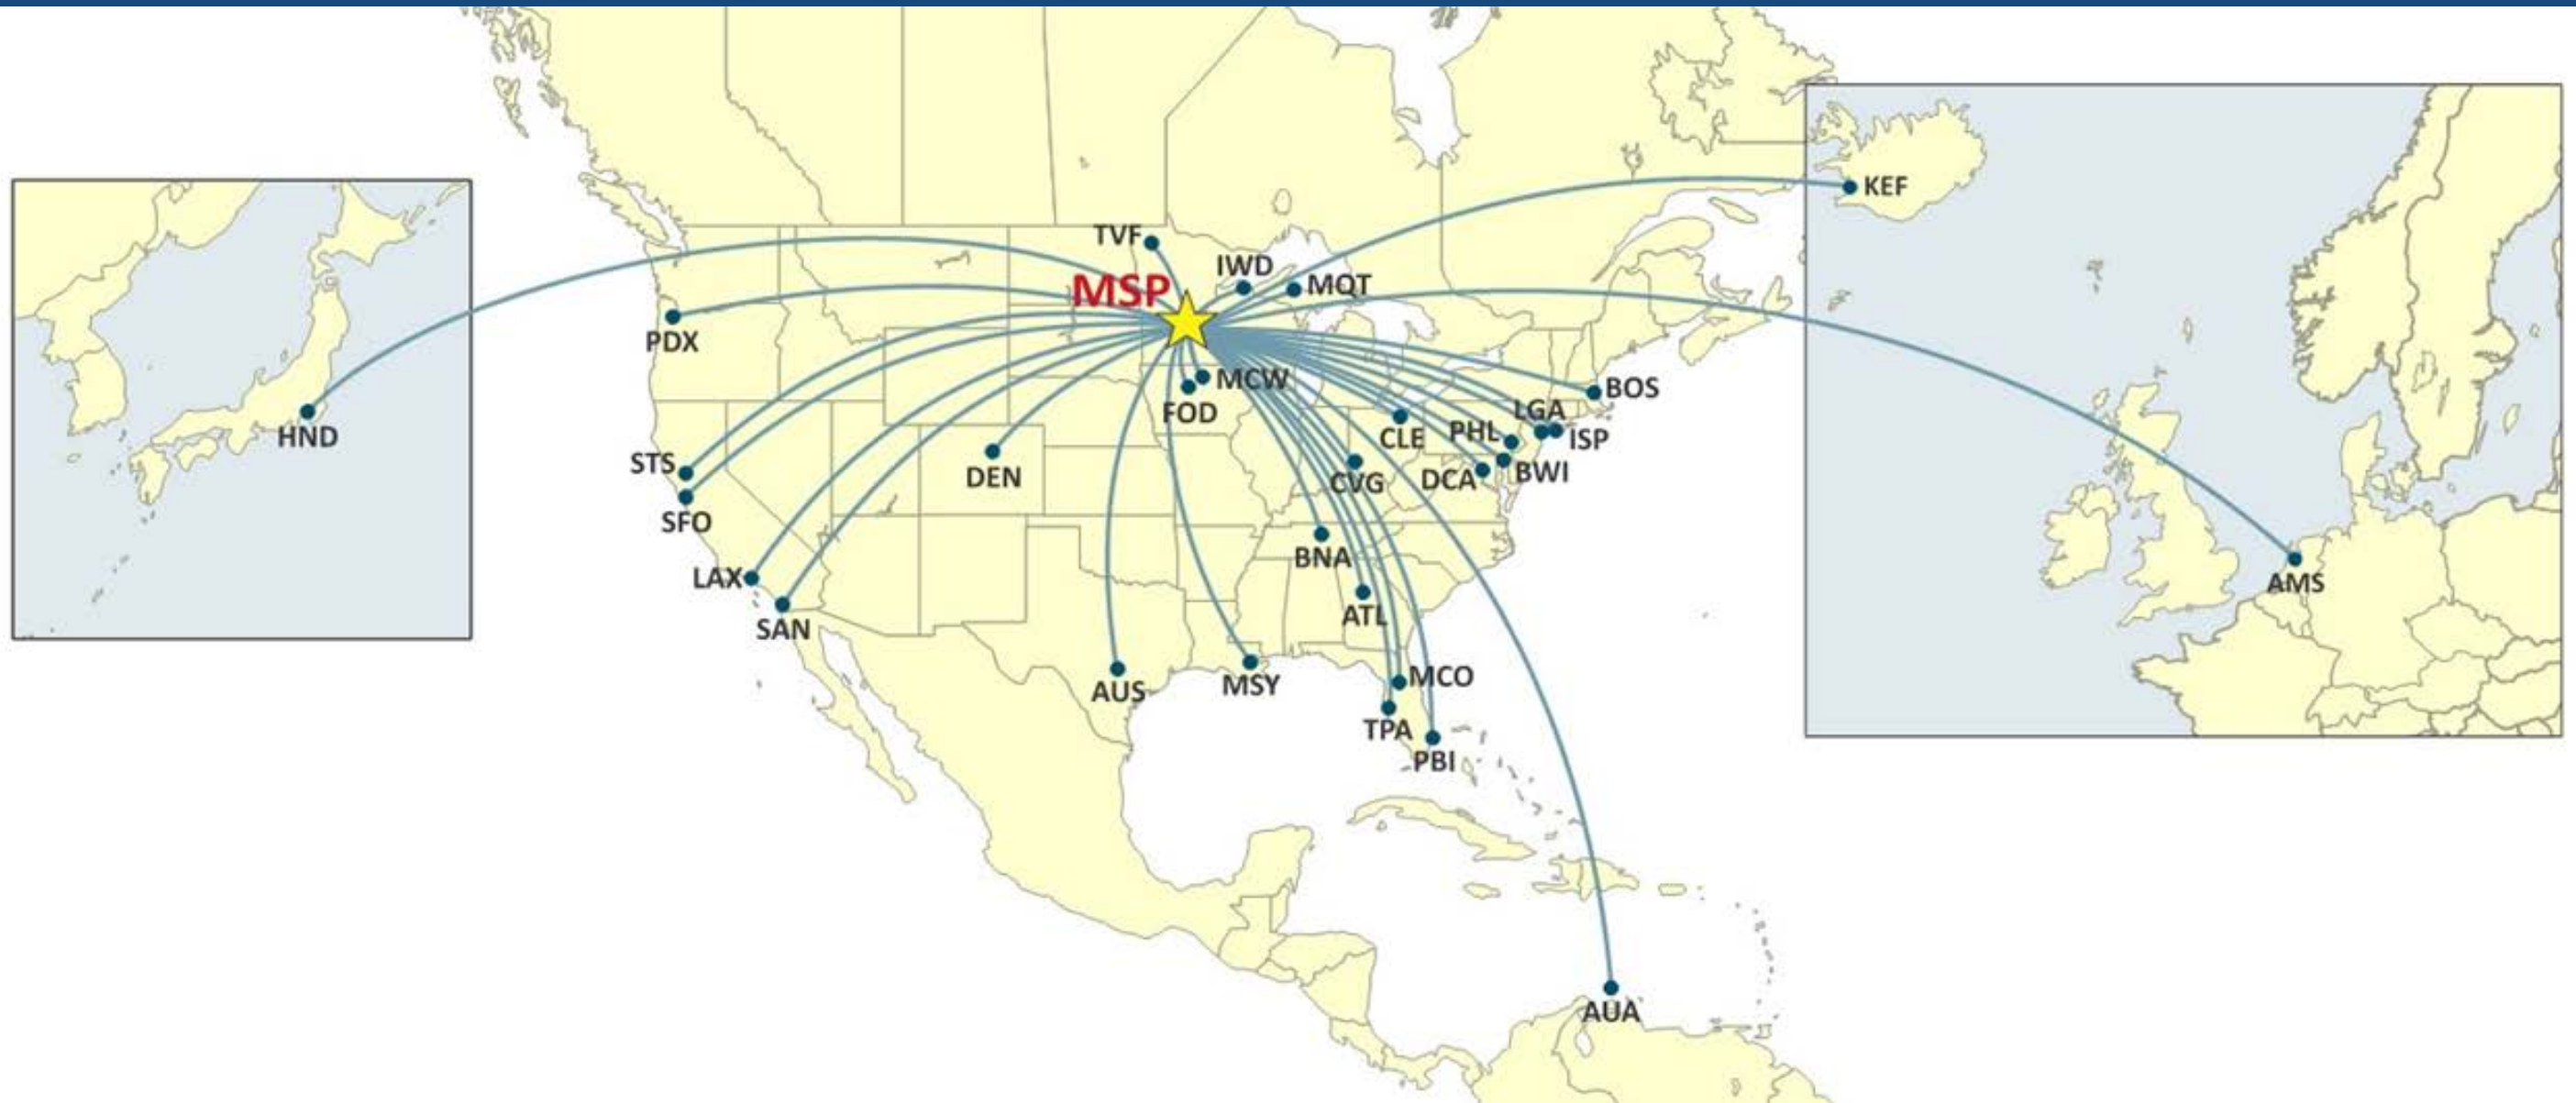 KEF
TVF
IWD
MSP
MQT
PDX
MCW
BOS
FOD
LGA
HND
CLE
PHL
ISP
STS
DEN
CVG
DCA
BWI
SFO
BNA
LAX
AMS
ATL
SAN
MCO
AUS
MSY
TPA
PBI
AUA